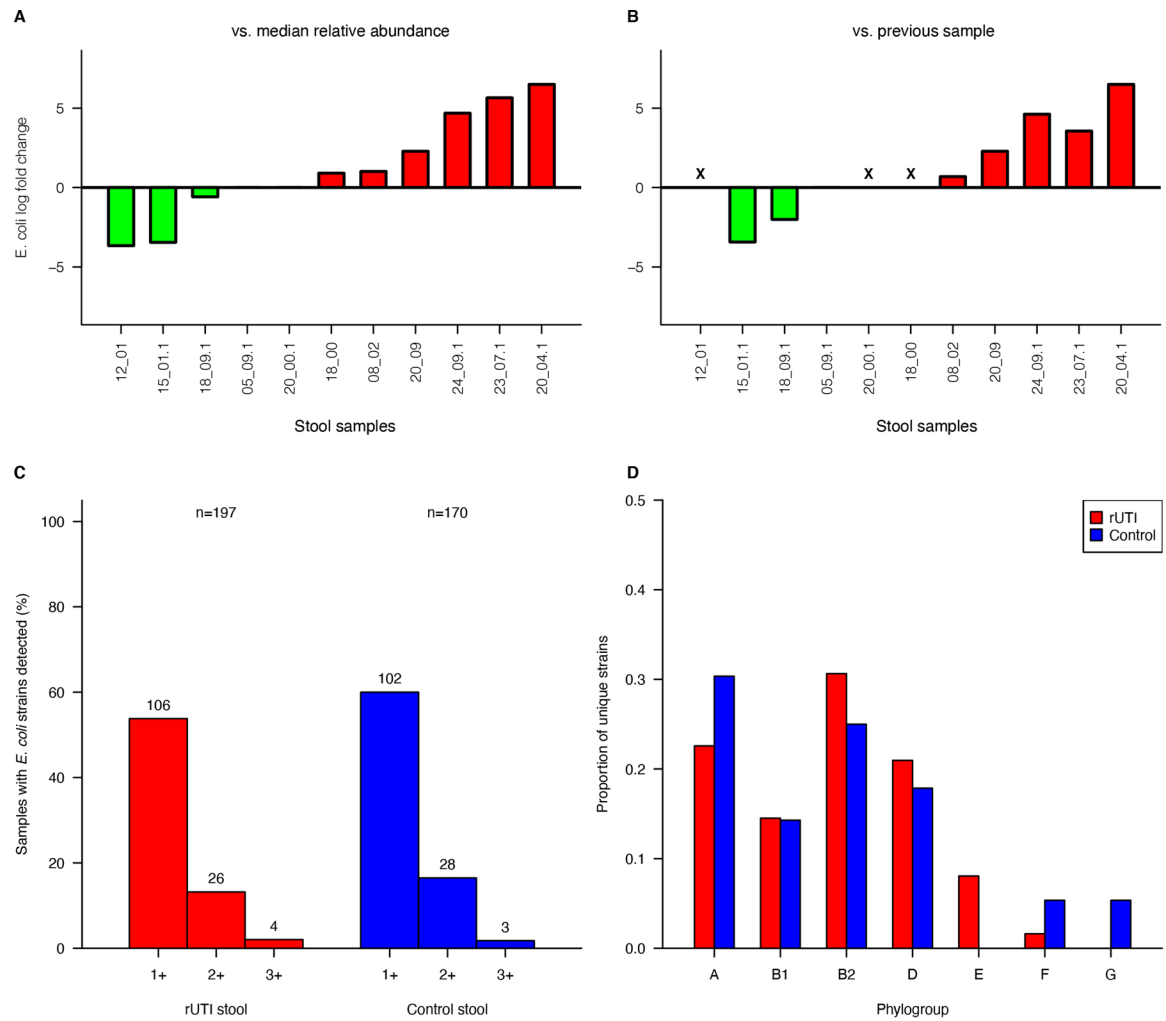 A
vs. median relative abundance
E. coli log fold change
5
0
−5
12_01
15_01.1
18_09.1
05_09.1
20_00.1
18_00
08_02
20_09
24_09.1
23_07.1
20_04.1
Stool samples
B
vs. previous sample
5
0
−5
X
X
X
12_01
15_01.1
18_09.1
05_09.1
20_00.1
18_00
08_02
20_09
24_09.1
23_07.1
20_04.1
Stool samples
C
Samples with E. coli strains detected (%)
100
80
60
40
20
0
n=197
n=170
106
26
4
102
28
3
1+
2+
3+
1+
2+
3+
rUTI stool
Control stool
D
Proportion of unique strains
0.5
0.4
0.3
0.2
0.1
0.0
rUTI
Control
A
B1
B2
D
E
F
G
Phylogroup